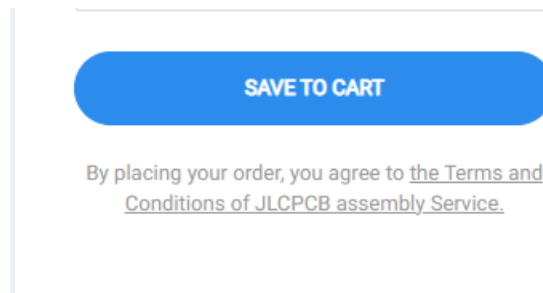 SAVE TO CART
By placing your order, you agree to the Terms and
Conditions of JLCPCB assembly Service.